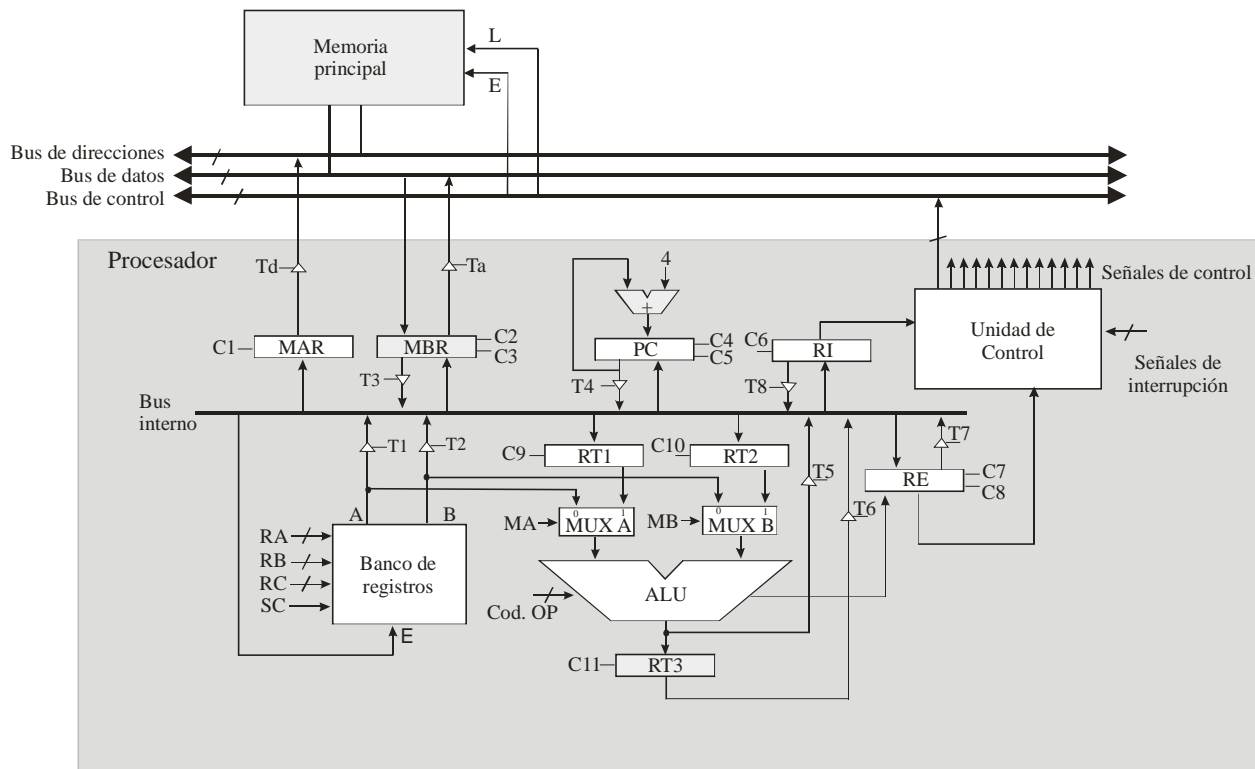 Memoria
principal
L
E
Bus de direcciones
Bus de datos
Bus de control
Procesador
Td
Ta
4
+
Señales de control
Unidad de
Control
Señales de
interrupción
C1
MAR
MBR
C2
C3
PC
C4
C5
C6
RI
T3
T4
T8
Bus
interno
T1
T2
C9
RT1
C10
RT2
T5
T7
RE
C7
C8
T6
A
B
MA
0 1
MUX A
MB
0 1
MUX B
RA
RB
RC
SC
Banco de
registros
E
Cod. OP
ALU
C11
RT3